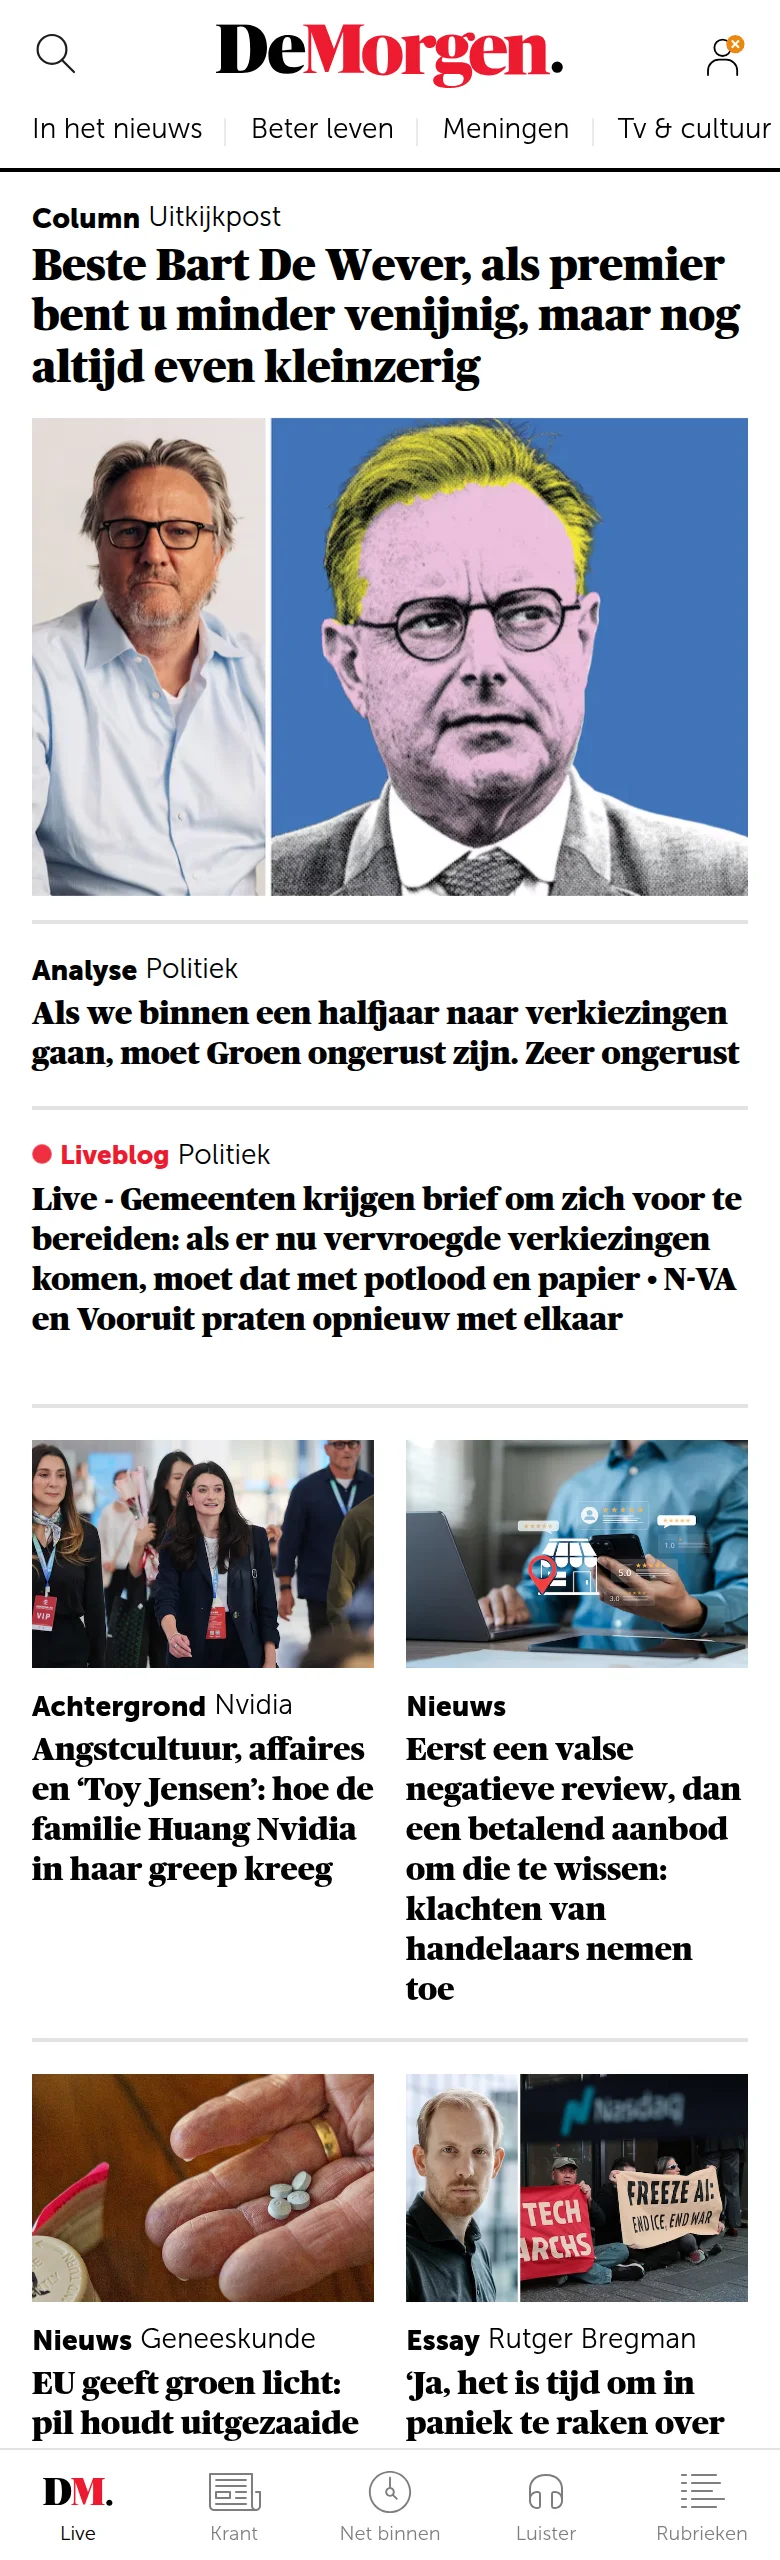 DeMorgen.
In het nieuws
Beter leven
Meningen
Tv & cultuur
Column Uitkijkpost
Beste Bart De Wever, als premier
bent u minder venijnig, maar nog
altijd even kleinzerig
Analyse Politiek
Als we binnen een halfjaar naar verkiezingen
gaan, moet Groen ongerust zijn. Zeer ongerust
Liveblog Politiek
Live - Gemeenten krijgen brief om zich voor te
bereiden: als er nu vervroegde verkiezingen
komen, moet dat met potlood en papier • N-VA
en Vooruit praten opnieuw met elkaar
VIP
1.0
5.0
3.0
Achtergrond Nvidia
Angstcultuur, affaires
en ‘Toy Jensen’: hoe de
familie Huang Nvidia
in haar greep kreeg
Nieuws
Eerst een valse
negatieve review, dan
een betalend aanbod
om die te wissen:
klachten van
handelaars nemen
toe
Nasdaq
TECH
ARCHS
FREEZE AI:
END ICE, END WAR
Nieuws Geneeskunde
EU geeft groen licht:
pil houdt uitgezaaide
Essay Rutger Bregman
‘Ja, het is tijd om in
paniek te raken over
DM.
Live
Krant
Net binnen
Luister
Rubrieken